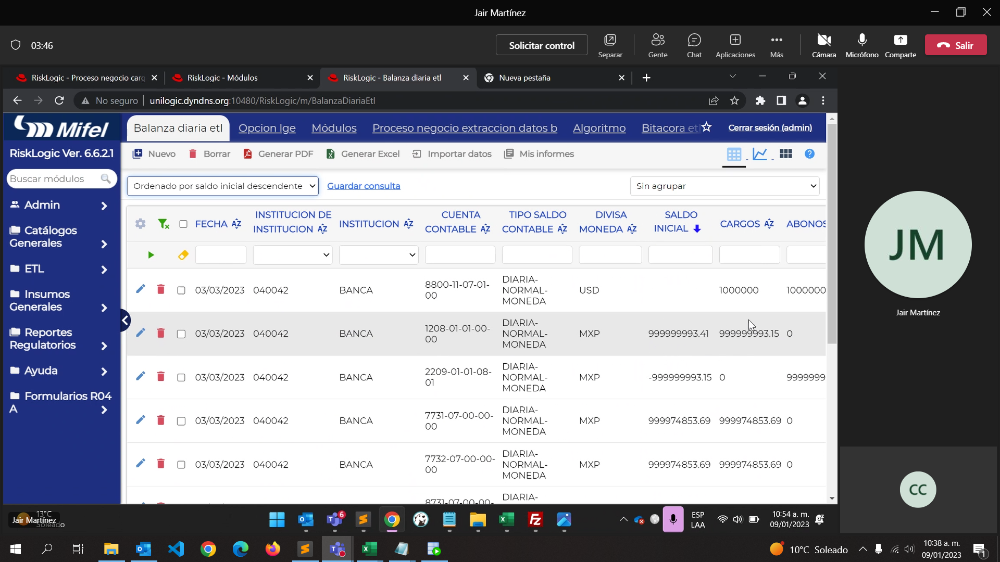 Jair Martínez
03:46
Solicitar control
Separar
Gente
Chat
Aplicaciones
Más
Cámara
Micrófono
Comparte
Salir
RiskLogic - Proceso negocio carg
RiskLogic - Módulos
RiskLogic - Balanza diaria etl
Nueva pestaña
No seguro
unilogic.dyndns.org:10480/RiskLogic/m/BalanzaDiariaEtl
Mifel
RiskLogic Ver. 6.6.2.1
Buscar módulos
Admin
Catálogos
Generales
ETL
Insumos
Generales
Reportes
Regulatorios
Ayuda
Formularios R04
A
Balanza diaria etl
Opcion lge
Módulos
Proceso negocio extraccion datos b
Algoritmo
Bitacora etl
Cerrar sesión (admin)
Nuevo
Borrar
Generar PDF
Generar Excel
Importar datos
Mis informes
Ordenado por saldo inicial descendente
Guardar consulta
Sin agrupar
FECHA
INSTITUCION DE
INSTITUCION
INSTITUCION
CUENTA
CONTABLE
TIPO SALDO
CONTABLE
DIVISA
MONEDA
SALDO
INICIAL
CARGOS
ABONOS
03/03/2023 040042 BANCA 8800-11-07-01-
00
DIARIA-
NORMAL-
MONEDA
USD 1000000 1000000
03/03/2023 040042 BANCA 1208-01-01-00-
00
DIARIA-
NORMAL-
MONEDA
MXP 999999993.41 999999993.15 0
03/03/2023 040042 BANCA 2209-01-01-08-
01
DIARIA-
NORMAL-
MONEDA
MXP -999999993.15 0 9999999
03/03/2023 040042 BANCA 7731-07-00-00-
00
DIARIA-
NORMAL-
MONEDA
MXP 999974853.69 999974853.69 0
03/03/2023 040042 BANCA 7732-07-00-00-
00
DIARIA-
NORMAL-
MONEDA
MXP 999974853.69 999974853.69 0
8731-07-00-00-
DIARIA-
JM
Jair Martínez
CC
13°C
Soleado
Jair Martínez
6
ESP
LAA
10:54 a. m.
09/01/2023
10°C Soleado
10:38 a. m.
09/01/2023
1